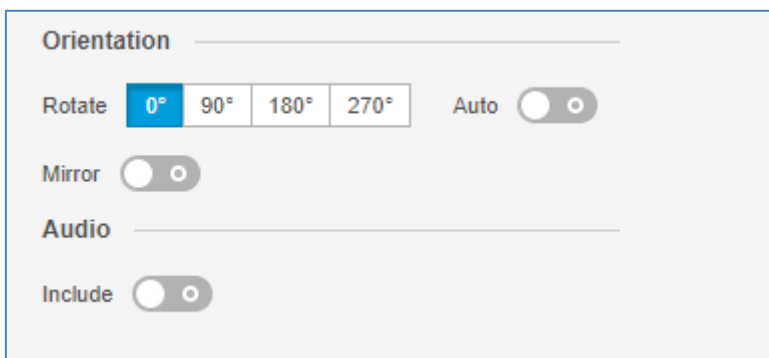 Orientation
Rotate 0° 90° 180° 270° Auto
Mirror
Audio
Include